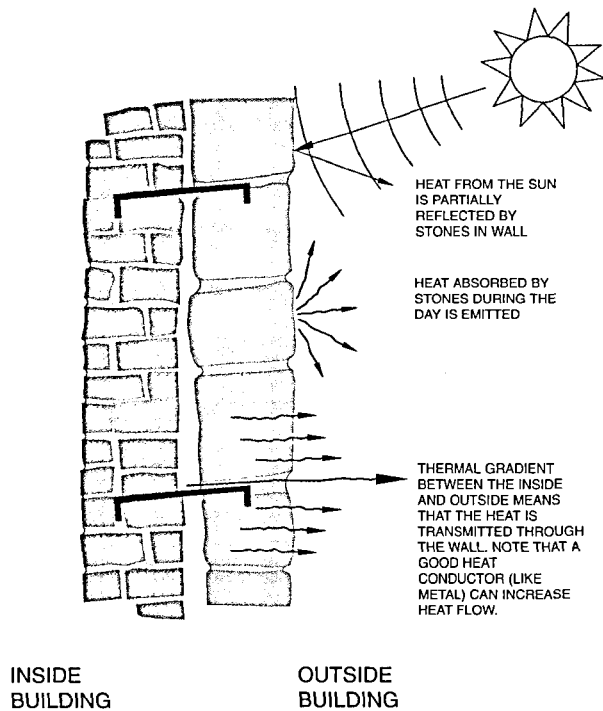 HEAT FROM THE SUN
IS PARTIALLY
REFLECTED BY
STONES IN WALL
HEAT ABSORBED BY
STONES DURING THE
DAY IS EMITTED
THERMAL GRADIENT
BETWEEN THE INSIDE
AND OUTSIDE MEANS
THAT THE HEAT IS
TRANSMITTED THROUGH
THE WALL. NOTE THAT A
GOOD HEAT
CONDUCTOR (LIKE
METAL) CAN INCREASE
HEAT FLOW.
INSIDE
BUILDING
OUTSIDE
BUILDING